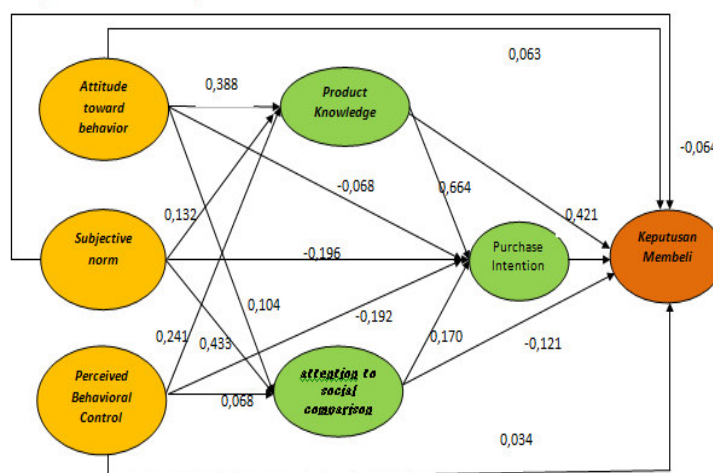 0,063
Attitude
toward
behavior
0,388
Product
Knowledge
-0,064
-0,068
0,664
0,132
0,421
Subjective
norm
-0,196
Purchase
Intention
Keputusan
Membeli
0,104
-0,192
0,241
0,433
0,170
-0,121
Perceived
Behavioral
Control
0,068
attention to
social
comparison
0,034